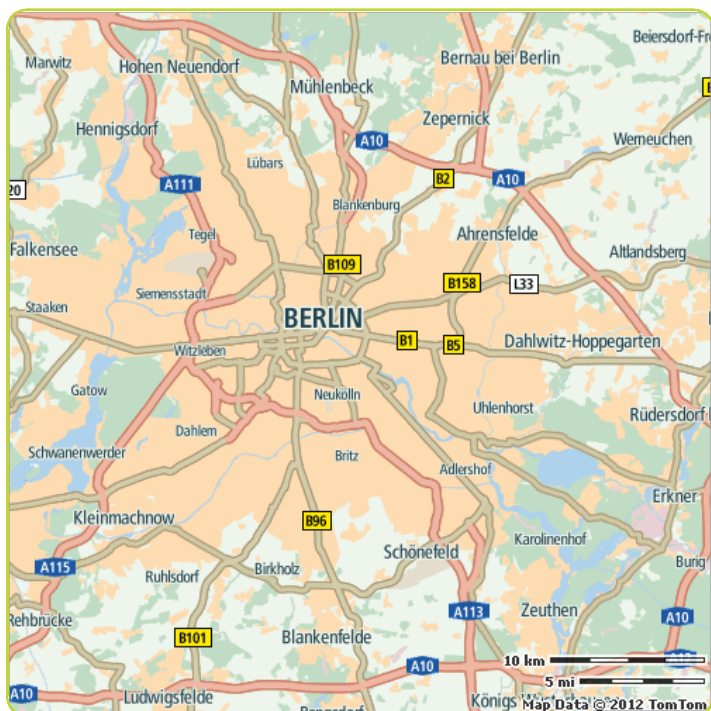 Beiersdorf-Fre
Marwitz
Hohen Neuendorf
Bernau bei Berlin
Mühlenbeck
Zepernick
Hennigsdorf
A10
Werneuchen
Lübars
B2
A10
A111
20
Blankenburg
Tegel
Ahrensfelde
Falkensee
Altlandsberg
B109
B158
L33
Siemensstadt
Staaken
BERLIN
B1
B5
Dahlwitz-Hoppegarten
Witzleben
Gatow
Neukölln
Uhlenhorst
Rüdersdorf
Dahlem
Schwanenwerder
Britz
Adlershof
Erkner
Kleinmachnow
B96
Karolinenhof
Schönefeld
A115
Birkholz
Burig
Ruhlsdorf
A113
Zeuthen
Rehbrücke
A10
B101
Blankenfelde
10 km
A10
5 mi
A10
Ludwigsfelde
Map Data © 2012 TomTom